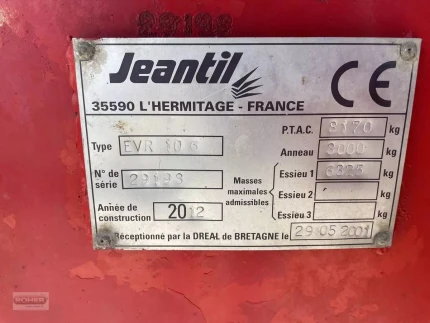 29198
Jeantil CE
35590 L'HERMITAGE - FRANCE
P.T.A.C. 8170 kg
Type EVR 10 6
Anneau 3000 kg
N° de série 29198
Masses maximales admissibles
Essieu 1 kg
Essieu 2 kg
Année de construction 2012
Essieu 3 kg
Réceptionné par la DREAL de BRETAGNE le 29 05 2001